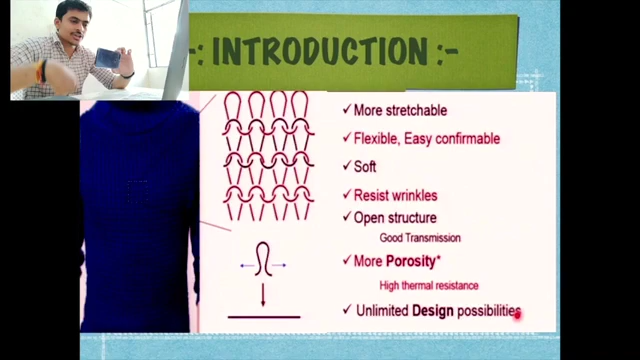 -: INTRODUCTION :-
✓ More stretchable
✓ Flexible, Easy confirmable
✓ Soft
✓ Resist wrinkles
✓ Open structure
Good Transmission
✓ More Porosity*
High thermal resistance
✓ Unlimited Design possibilities